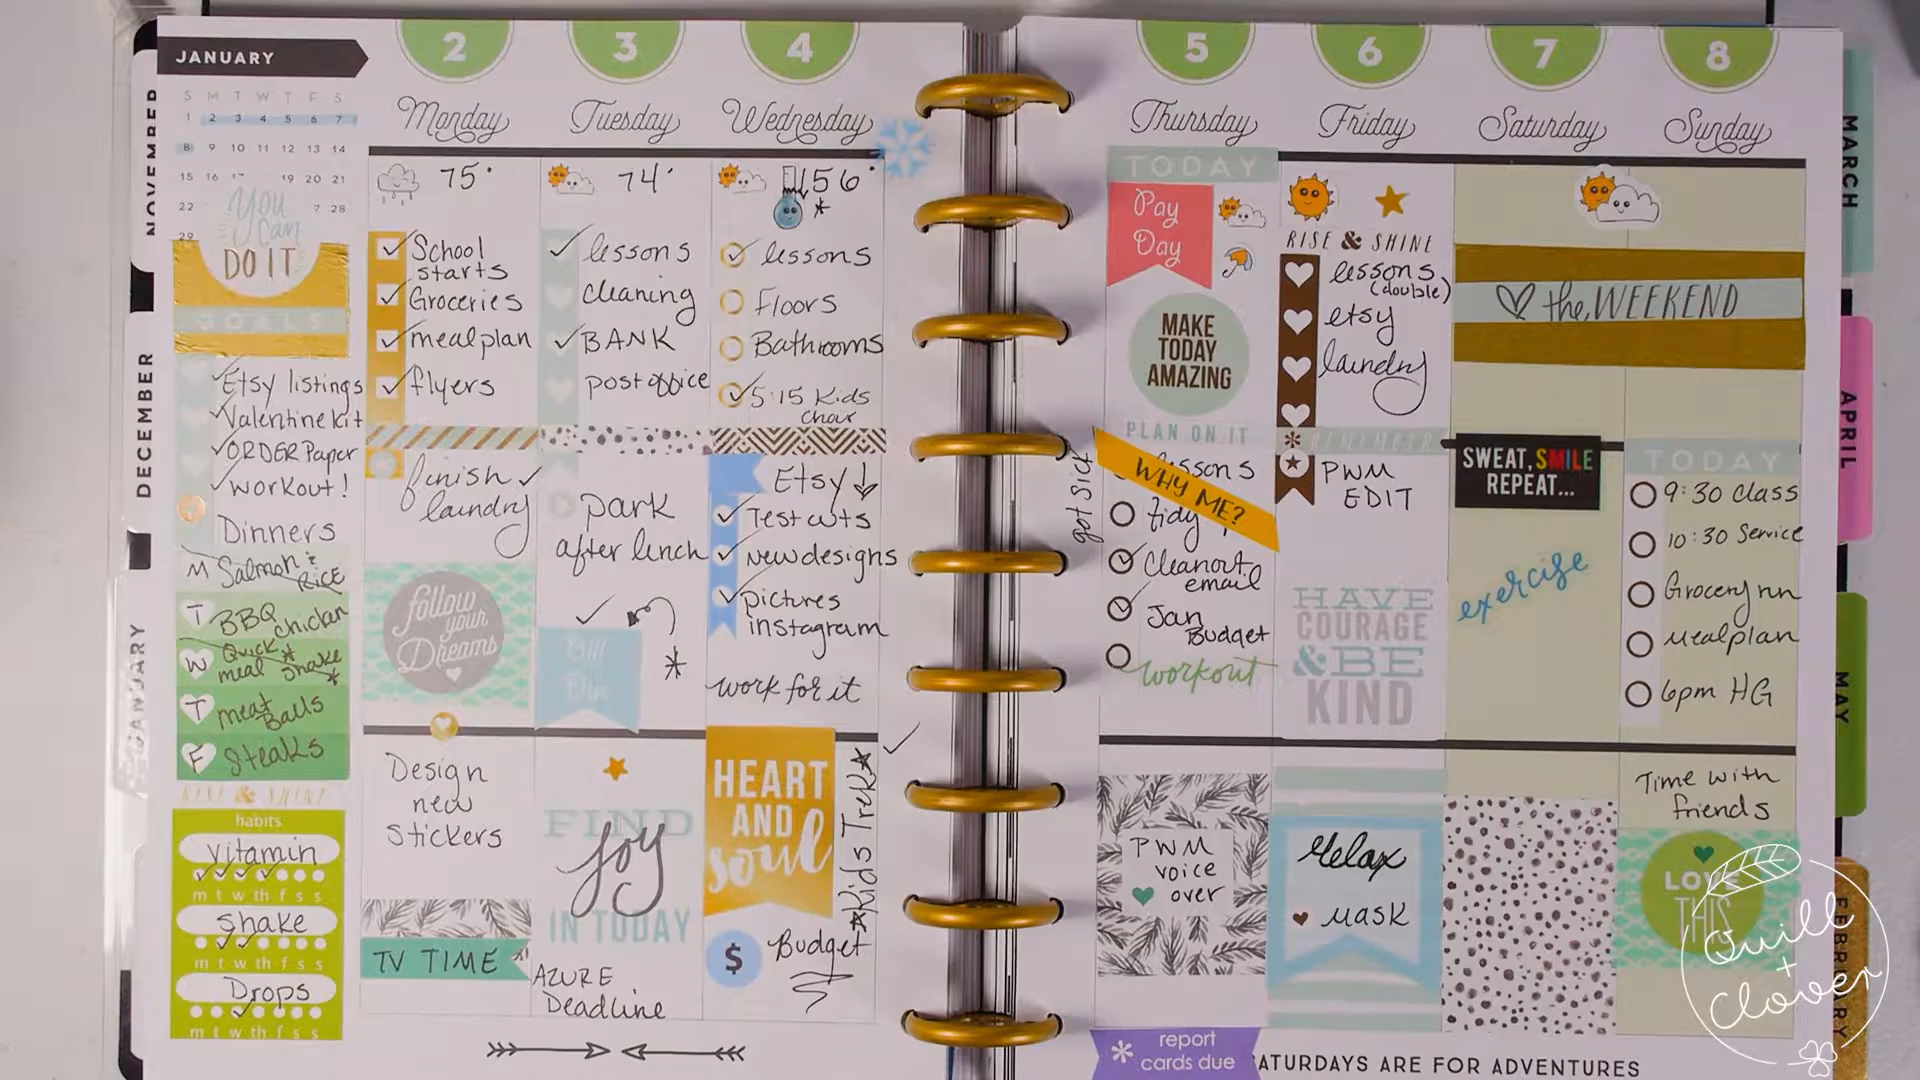 JANUARY
S M T W T F S
1 2 3 4 5 6 7
8 9 10 11 12 13 14
15 16 19 20 21
22 7 28
29
You
can
DO IT
GOALS
Etsy listings
Valentine kit
ORDER Paper
workout!
Dinners
M Salmon &
RICE
T BBQ
chicken
W Quick
meal shake
T meat
Balls
F Steaks
RISE & SHINE
habits
vitamin
m t w th f s s
shake
m t w th f s s
Drops
m t w th f s s
NOVEMBER
DECEMBER
JANUARY
2
Monday
75°
School
starts
Groceries
meal plan
flyers
finish
laundry
follow
your
Dreams
Design
new
stickers
TV TIME
3
Tuesday
74°
lessons
cleaning
BANK
post office
park
after lunch
Bill
Due
FIND
joy
IN TODAY
AZURE
Deadline
4
Wednesday
56°
lessons
Floors
Bathrooms
5:15 Kids
choir
Etsy
Test cuts
new designs
pictures
instagram
work for it
HEART
AND
soul
Kids Trek
$ Budget
5
Thursday
TODAY
Pay
Day
MAKE
TODAY
AMAZING
PLAN ON IT
got sick
lessons
WHY ME?
tidy
Cleanout
email
Jan
Budget
workout
PWM
voice
over
* report
cards due
6
Friday
RISE & SHINE
lessons
(double)
etsy
laundry
REMEMBER
PWM
EDIT
HAVE
COURAGE
& BE
KIND
relax
mask
7
Saturday
8
Sunday
the WEEKEND
SWEAT, SMILE
REPEAT...
exercise
TODAY
9:30 class
10:30 Service
Grocery run
meal plan
6pm HG
Time with
friends
LOVE
THIS
SATURDAYS ARE FOR ADVENTURES
MARCH
APRIL
MAY
FEBRUARY
Quill
+
Clover